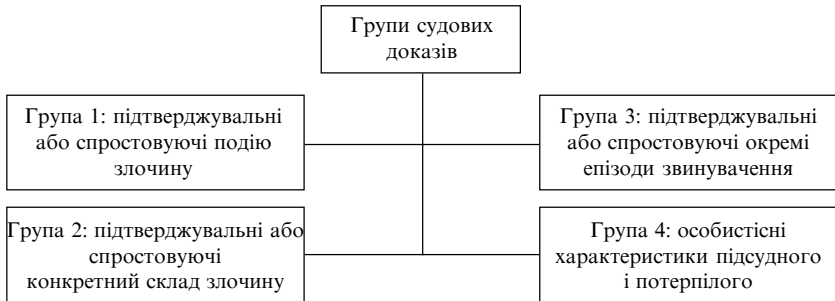 Групи судових
доказів
Група 1: підтверджувальні
або спростовуючі подію
злочину
Група 3: підтверджувальні
або спростовуючі окремі
епізоди звинувачення
Група 2: підтверджувальні або
спростовуючі
конкретний склад злочину
Група 4: особистісні
характеристики підсудного
і потерпілого